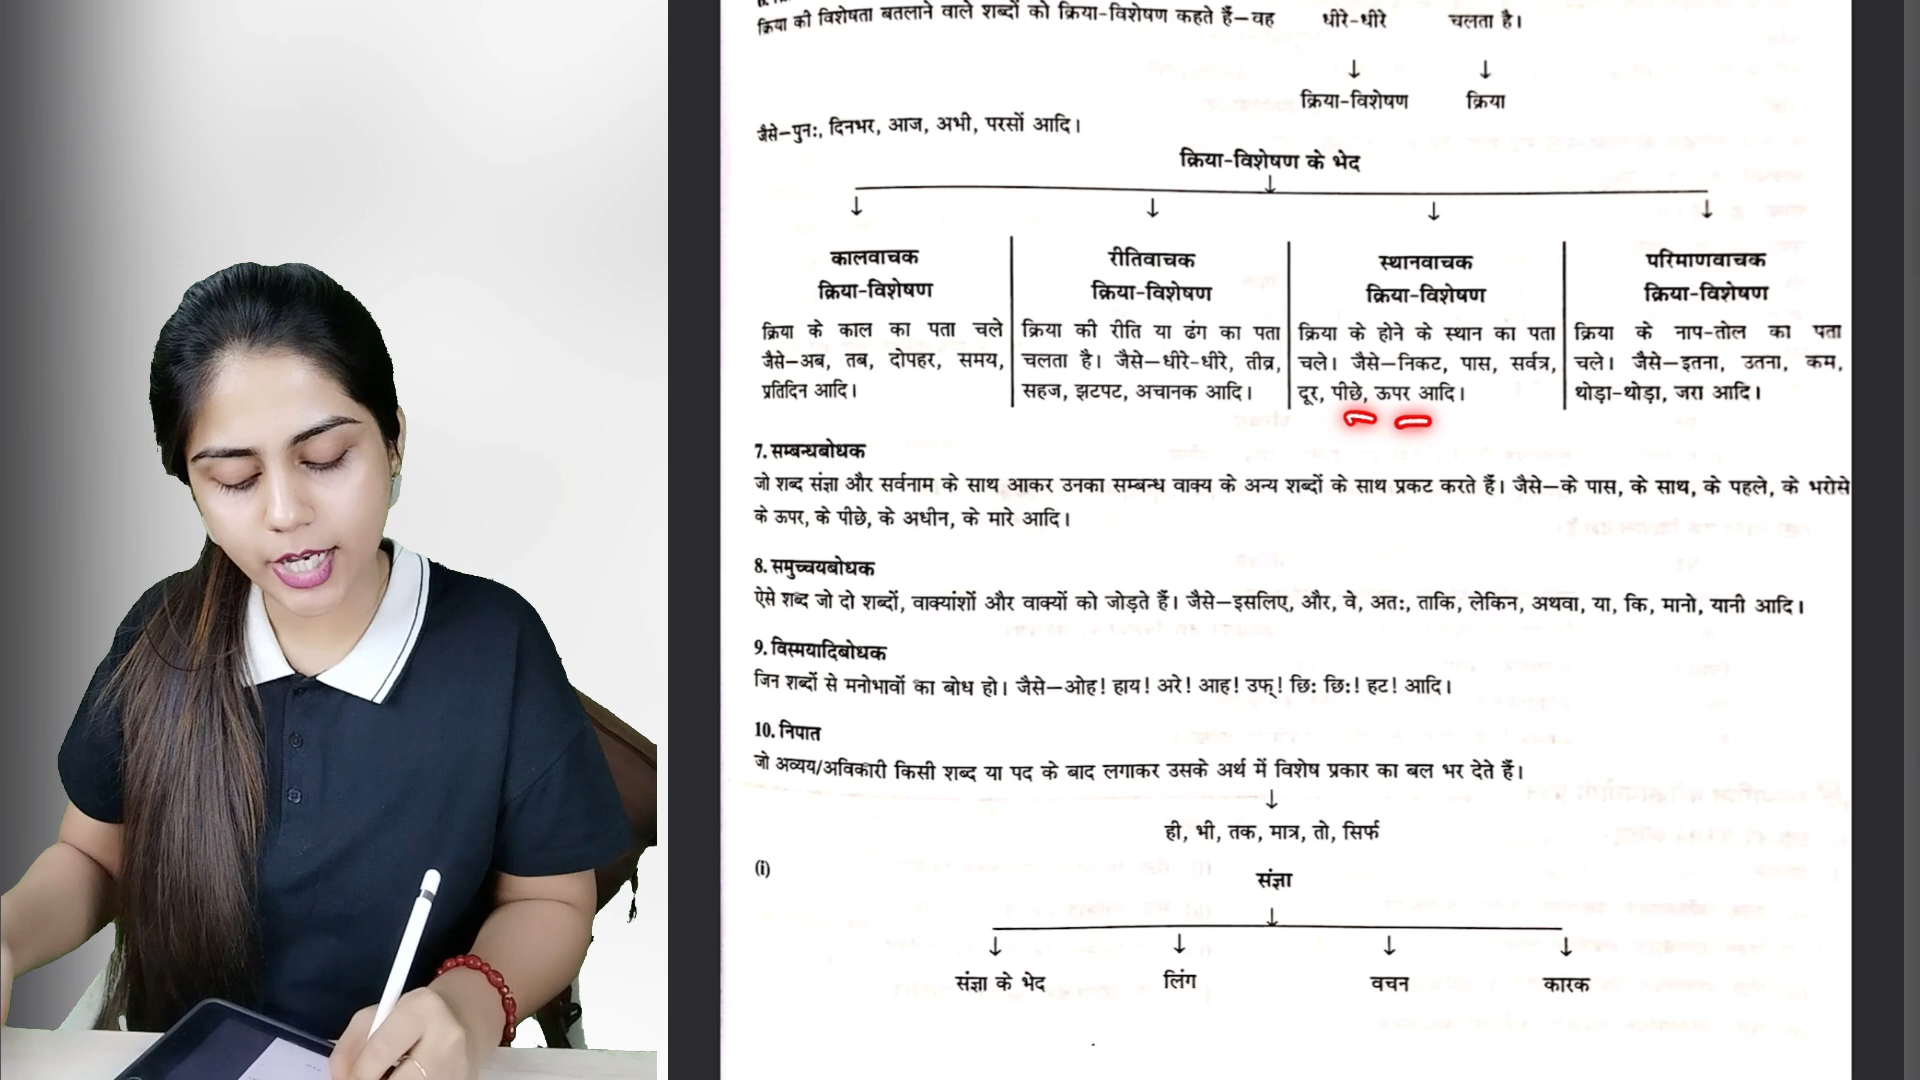 क्रिया की विशेषता बतलाने वाले शब्दों को क्रिया-विशेषण कहते हैं—वह धीरे-धीरे चलता है।
↓ ↓
क्रिया-विशेषण क्रिया
जैसे—पुनः, दिनभर, आज, अभी, परसों आदि।
क्रिया-विशेषण के भेद
↓
↓ ↓ ↓ ↓
कालवाचक
क्रिया-विशेषण
क्रिया के काल का पता चले
जैसे—अब, तब, दोपहर, समय,
प्रतिदिन आदि।
रीतिवाचक
क्रिया-विशेषण
क्रिया की रीति या ढंग का पता
चलता है। जैसे—धीरे-धीरे, तीव्र,
सहज, झटपट, अचानक आदि।
स्थानवाचक
क्रिया-विशेषण
क्रिया के होने के स्थान का पता
चले। जैसे—निकट, पास, सर्वत्र,
दूर, पीछे, ऊपर आदि।
परिमाणवाचक
क्रिया-विशेषण
क्रिया के नाप-तोल का पता
चले। जैसे—इतना, उतना, कम,
थोड़ा-थोड़ा, जरा आदि।
7. सम्बन्धबोधक
जो शब्द संज्ञा और सर्वनाम के साथ आकर उनका सम्बन्ध वाक्य के अन्य शब्दों के साथ प्रकट करते हैं। जैसे—के पास, के साथ, के पहले, के भरोसे
के ऊपर, के पीछे, के अधीन, के मारे आदि।
8. समुच्चयबोधक
ऐसे शब्द जो दो शब्दों, वाक्यांशों और वाक्यों को जोड़ते हैं। जैसे—इसलिए, और, वे, अतः, ताकि, लेकिन, अथवा, या, कि, मानो, यानी आदि।
9. विस्मयादिबोधक
जिन शब्दों से मनोभावों का बोध हो। जैसे—ओह! हाय! अरे! आह! उफ्! छिः छिः! हट! आदि।
10. निपात
जो अव्यय/अविकारी किसी शब्द या पद के बाद लगाकर उसके अर्थ में विशेष प्रकार का बल भर देते हैं।
↓
ही, भी, तक, मात्र, तो, सिर्फ
(i) संज्ञा
↓
↓ ↓ ↓ ↓
संज्ञा के भेद लिंग वचन कारक